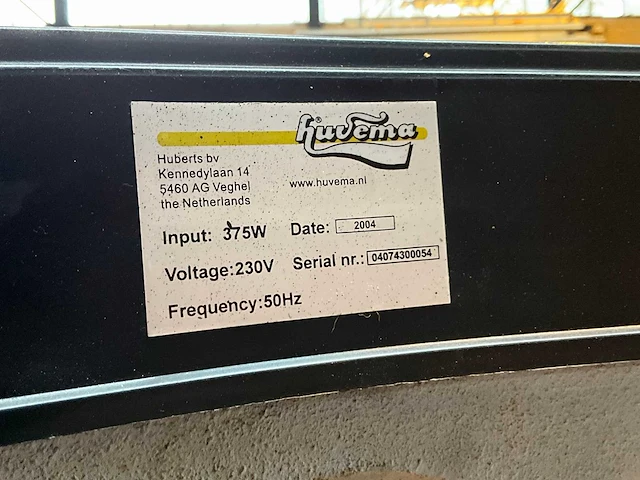 huvema
Huberts bv
Kennedylaan 14
5460 AG Veghel
the Netherlands
www.huvema.nl
Input: 375W Date: 2004
Voltage:230V Serial nr.: 04074300054
Frequency:50Hz